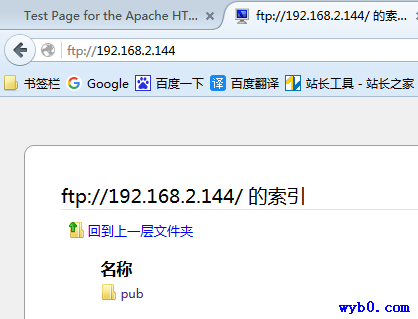 Test Page for the Apache HT...
ftp://192.168.2.144/ 的索...
ftp://192.168.2.144
书签栏 Google 百度一下 译 百度翻译 站长工具 - 站长之家
ftp://192.168.2.144/ 的索引
回到上一层文件夹
名称
pub
wyb0.com